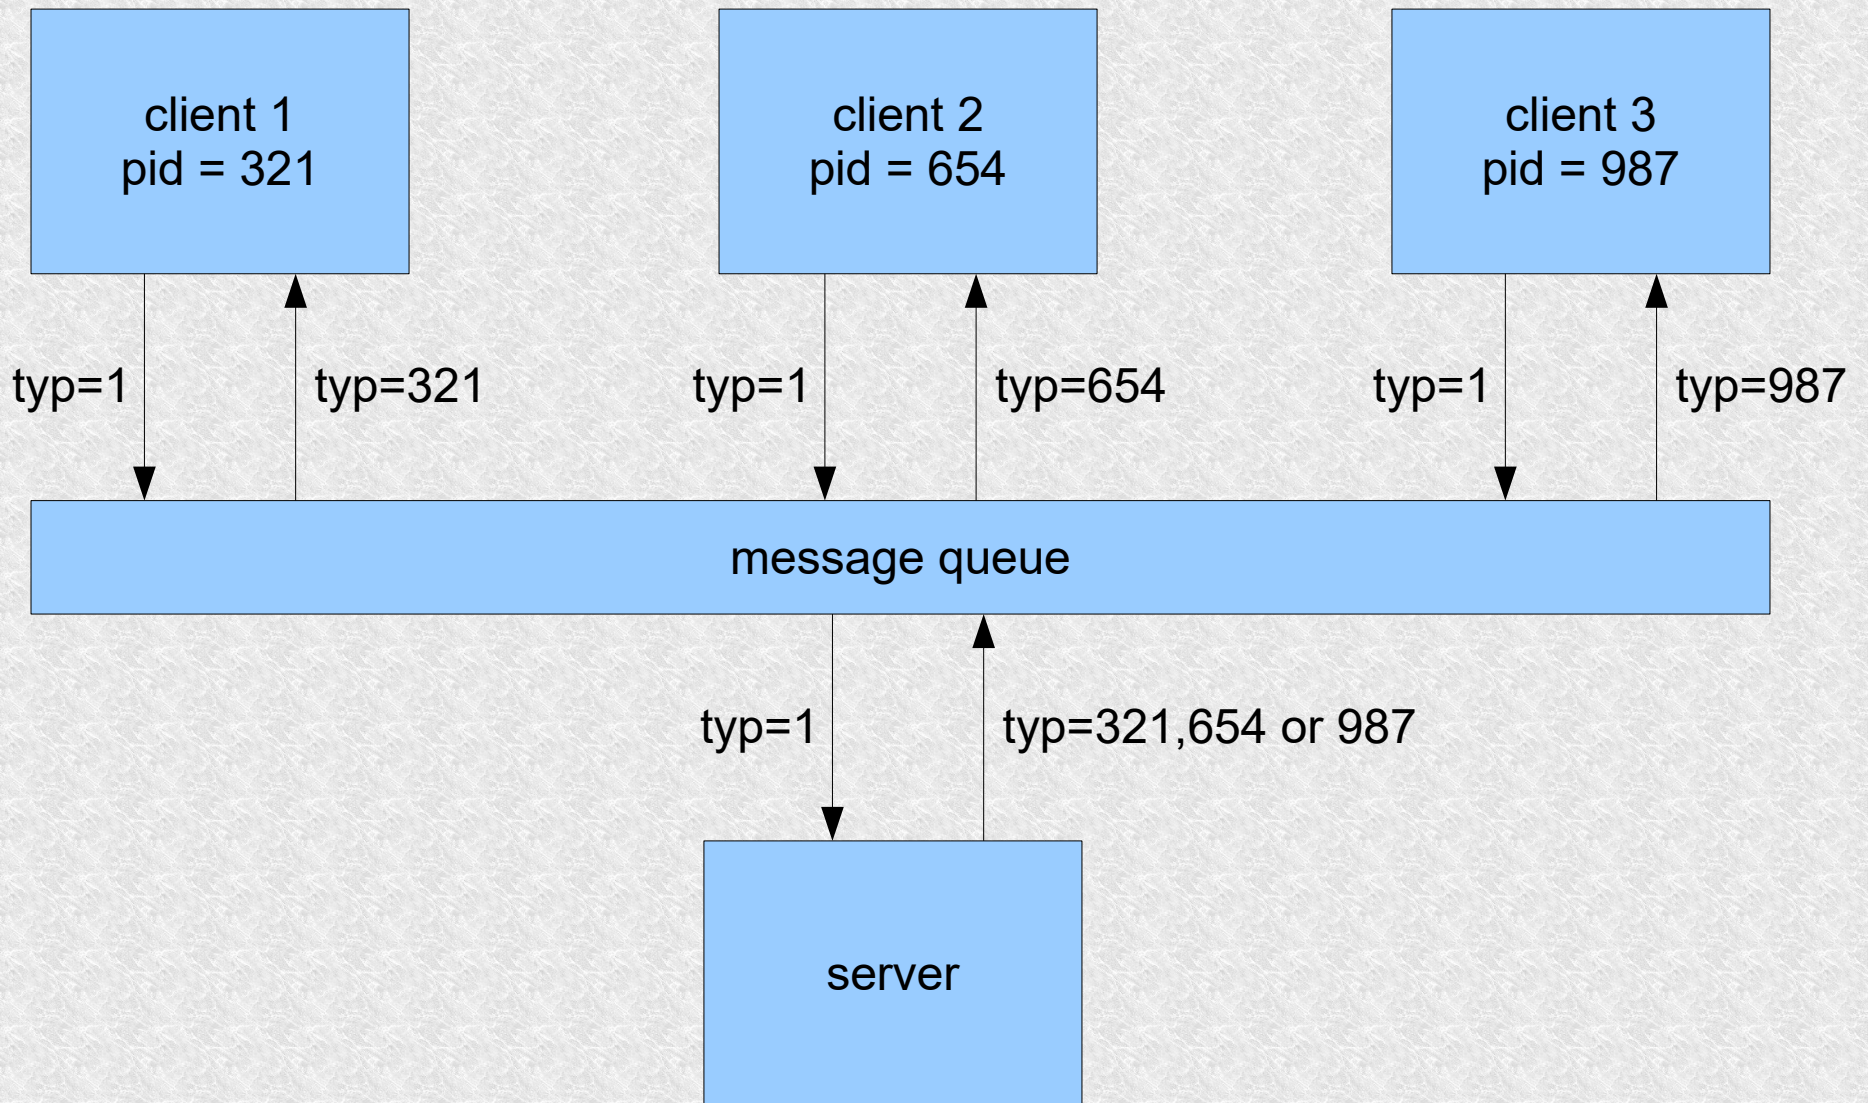 client 1
pid = 321
client 2
pid = 654
client 3
pid = 987
typ=1
typ=321
typ=1
typ=654
typ=1
typ=987
message queue
typ=1
typ=321,654 or 987
server